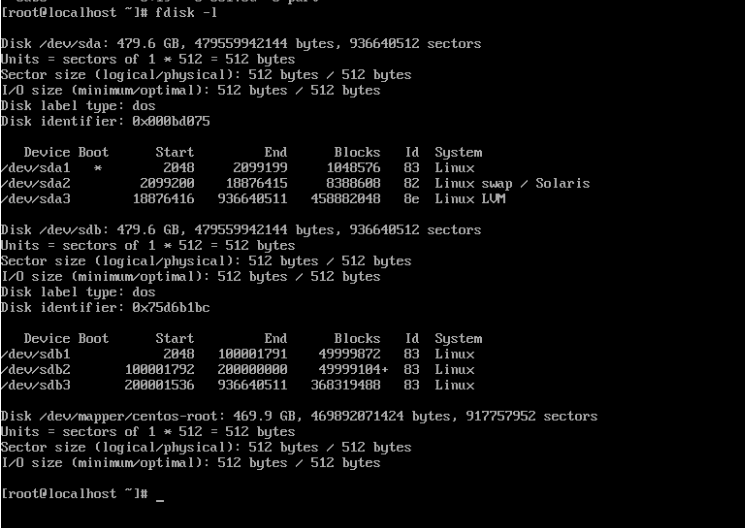 [root@localhost ~]# fdisk -l
Disk /dev/sda: 479.6 GB, 479559942144 bytes, 936640512 sectors
Units = sectors of 1 * 512 = 512 bytes
Sector size (logical/physical): 512 bytes / 512 bytes
I/O size (minimum/optimal): 512 bytes / 512 bytes
Disk label type: dos
Disk identifier: 0x000bd075
Device Boot Start End Blocks Id System
/dev/sda1 * 2048 2099199 1048576 83 Linux
/dev/sda2 2099200 18876415 8388608 82 Linux swap / Solaris
/dev/sda3 18876416 936640511 458882048 8e Linux LVM
Disk /dev/sdb: 479.6 GB, 479559942144 bytes, 936640512 sectors
Units = sectors of 1 * 512 = 512 bytes
Sector size (logical/physical): 512 bytes / 512 bytes
I/O size (minimum/optimal): 512 bytes / 512 bytes
Disk label type: dos
Disk identifier: 0x75d6b1bc
Device Boot Start End Blocks Id System
/dev/sdb1 2048 100001791 49999872 83 Linux
/dev/sdb2 100001792 200000000 49999104+ 83 Linux
/dev/sdb3 200001536 936640511 368319488 83 Linux
Disk /dev/mapper/centos-root: 469.9 GB, 469892071424 bytes, 917757952 sectors
Units = sectors of 1 * 512 = 512 bytes
Sector size (logical/physical): 512 bytes / 512 bytes
I/O size (minimum/optimal): 512 bytes / 512 bytes
[root@localhost ~]# _